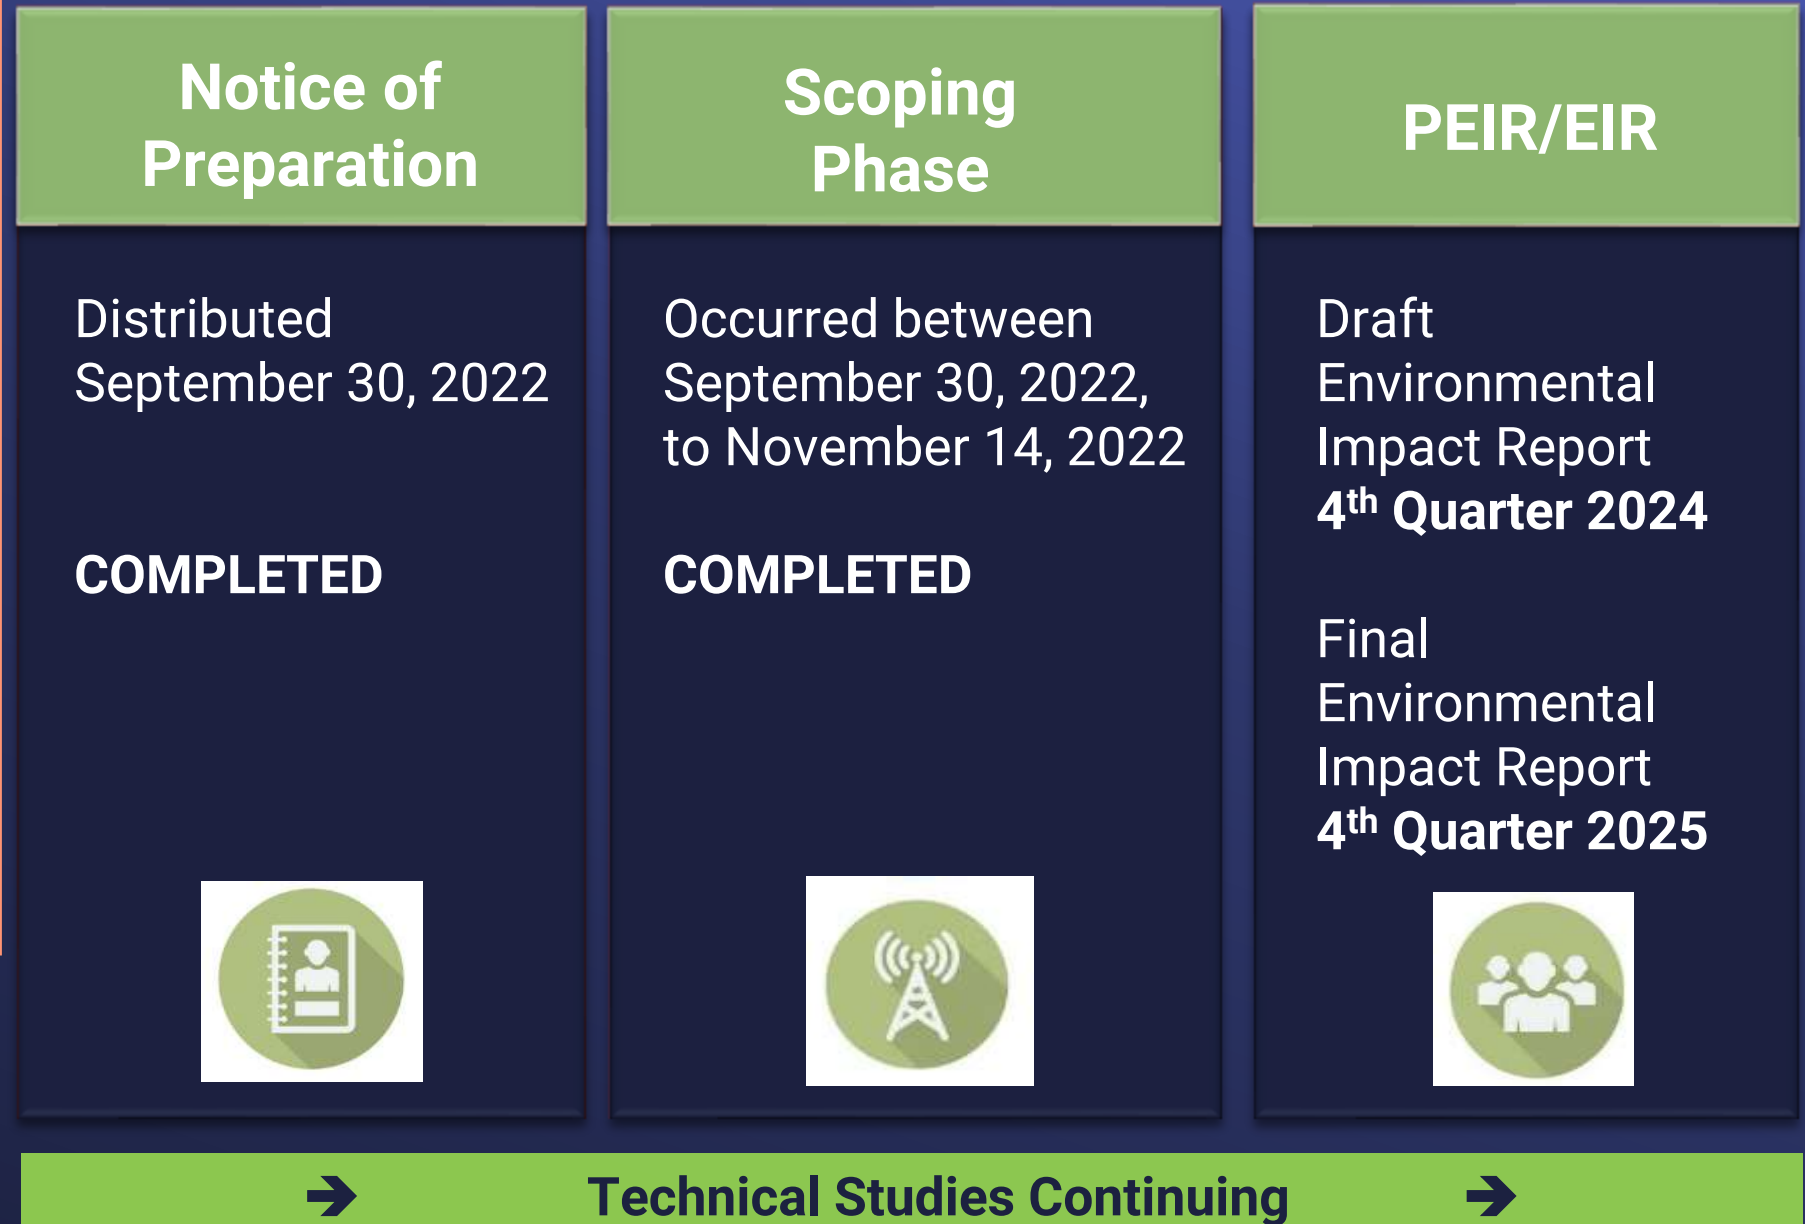 Notice of
Preparation
Distributed
September 30, 2022
COMPLETED
Scoping
Phase
Occurred between
September 30, 2022,
to November 14, 2022
COMPLETED
PEIR/EIR
Draft
Environmental
Impact Report
4th Quarter 2024
Final
Environmental
Impact Report
4th Quarter 2025
➔ Technical Studies Continuing ➔